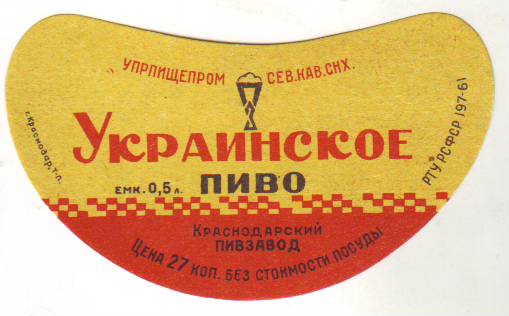 УПРПИЩЕПРОМ СЕВ.КАВ.СНХ.
УКРАИНСКОЕ
ЕМК. 0,5 л. ПИВО
г. Краснодар, т-п.
РТУ РСФСР 197-61
КРАСНОДАРСКИЙ
ПИВЗАВОД
ЦЕНА 27 КОП. БЕЗ СТОИМОСТИ ПОСУДЫ